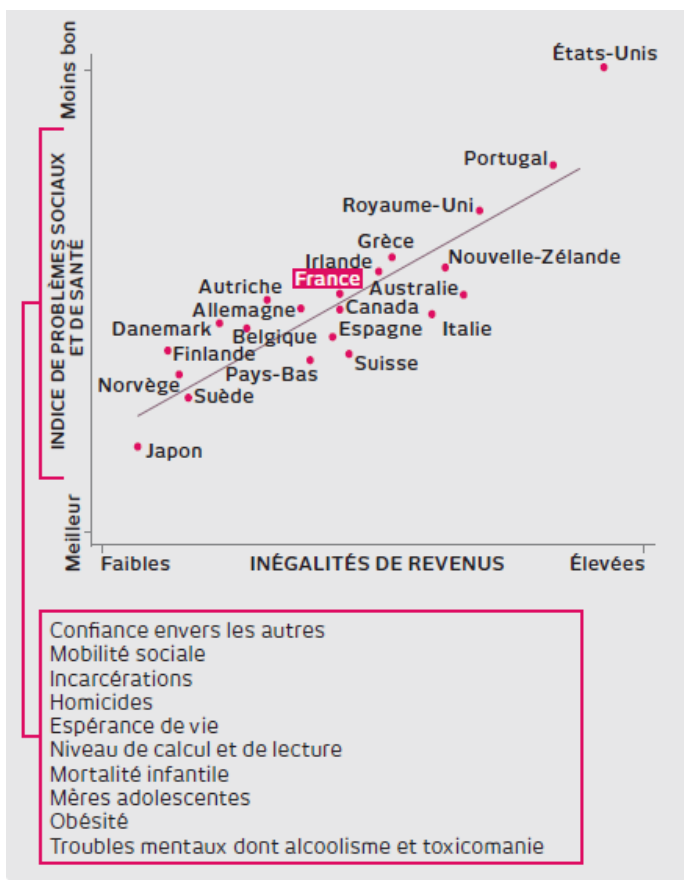 Moins bon
INDICE DE PROBLÈMES SOCIAUX
ET DE SANTÉ
Meilleur
États-Unis
Portugal
Royaume-Uni
Grèce
Irlande
Nouvelle-Zélande
France
Autriche
Australie
Allemagne
Canada
Danemark
Belgique
Espagne
Italie
Finlande
Suisse
Pays-Bas
Norvège
Suède
Japon
Faibles
INÉGALITÉS DE REVENUS
Élevées
Confiance envers les autres
Mobilité sociale
Incarcérations
Homicides
Espérance de vie
Niveau de calcul et de lecture
Mortalité infantile
Mères adolescentes
Obésité
Troubles mentaux dont alcoolisme et toxicomanie